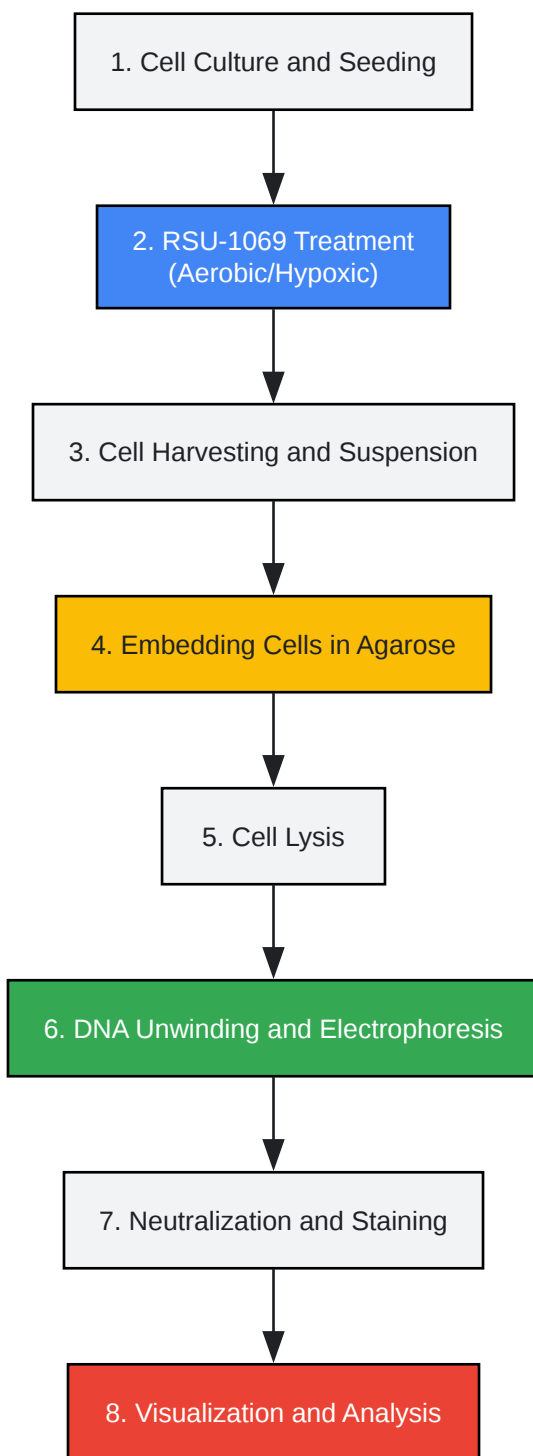 1. Cell Culture and Seeding
2. RSU-1069 Treatment
(Aerobic/Hypoxic)
3. Cell Harvesting and Suspension
4. Embedding Cells in Agarose
5. Cell Lysis
6. DNA Unwinding and Electrophoresis
7. Neutralization and Staining
8. Visualization and Analysis